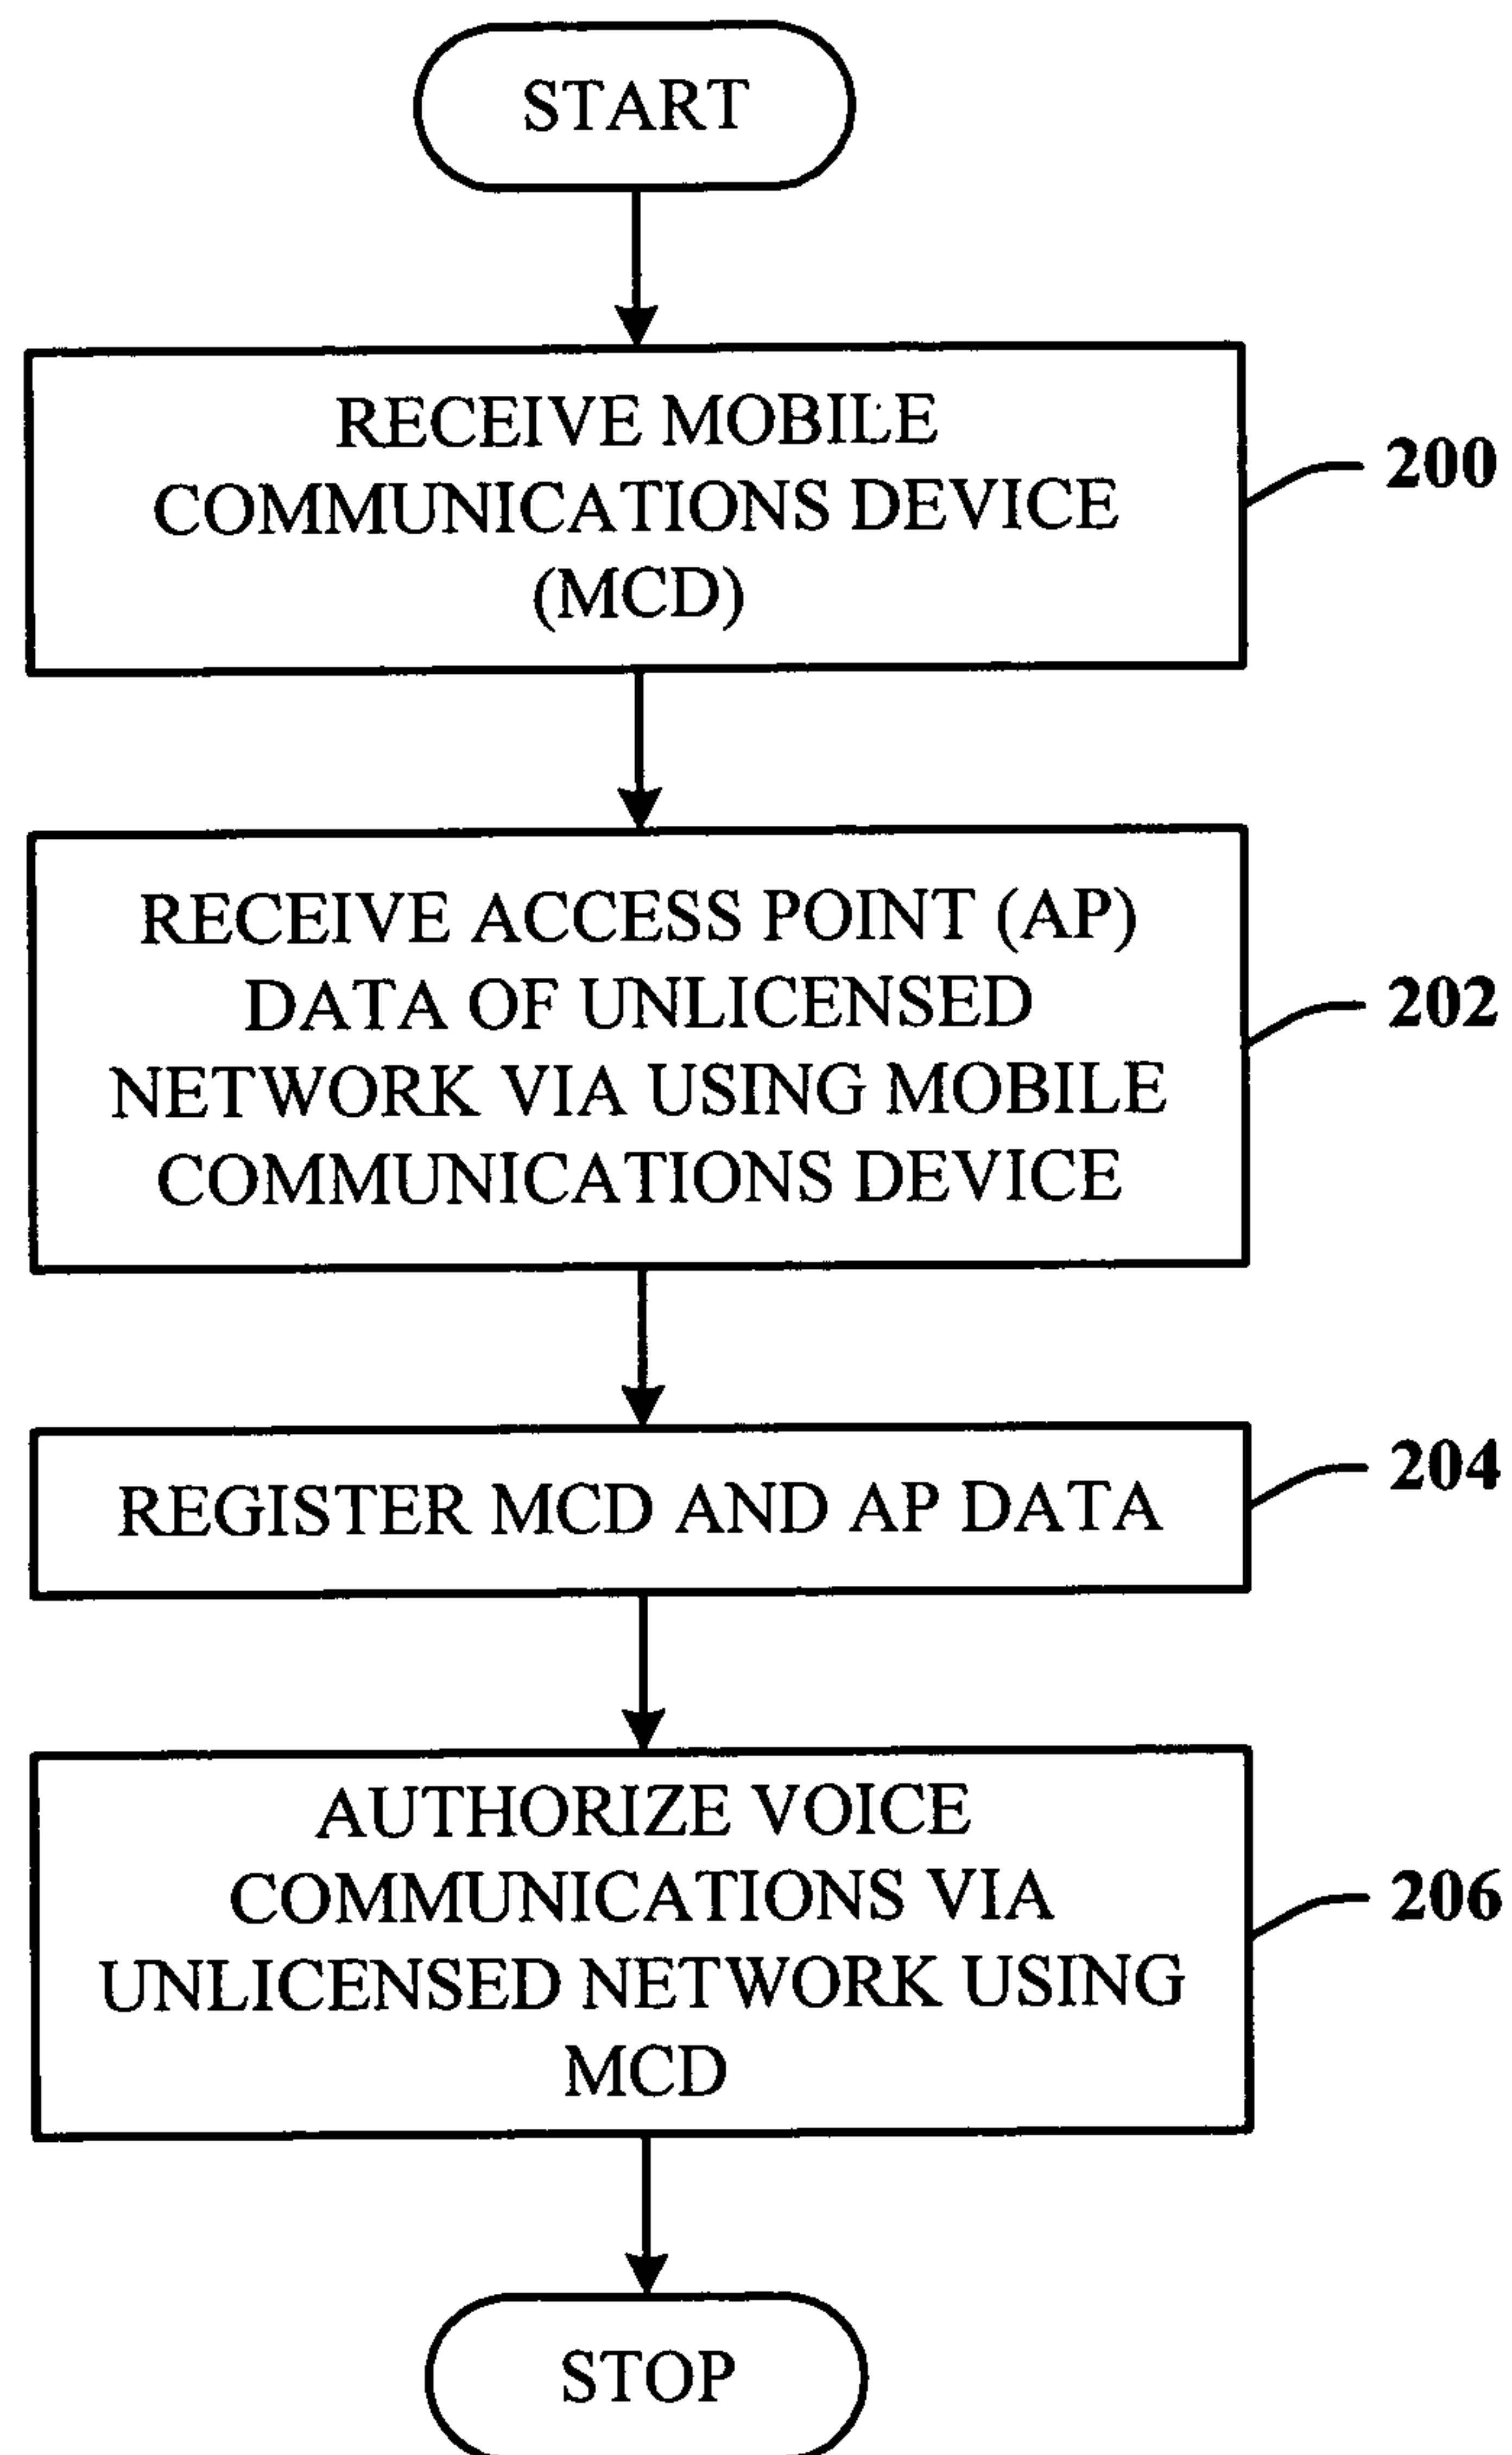 START
RECEIVE MOBILE
COMMUNICATIONS DEVICE
(MCD)
200
RECEIVE ACCESS POINT (AP)
DATA OF UNLICENSED
NETWORK VIA USING MOBILE
COMMUNICATIONS DEVICE
202
REGISTER MCD AND AP DATA
204
AUTHORIZE VOICE
COMMUNICATIONS VIA
UNLICENSED NETWORK USING
MCD
206
STOP